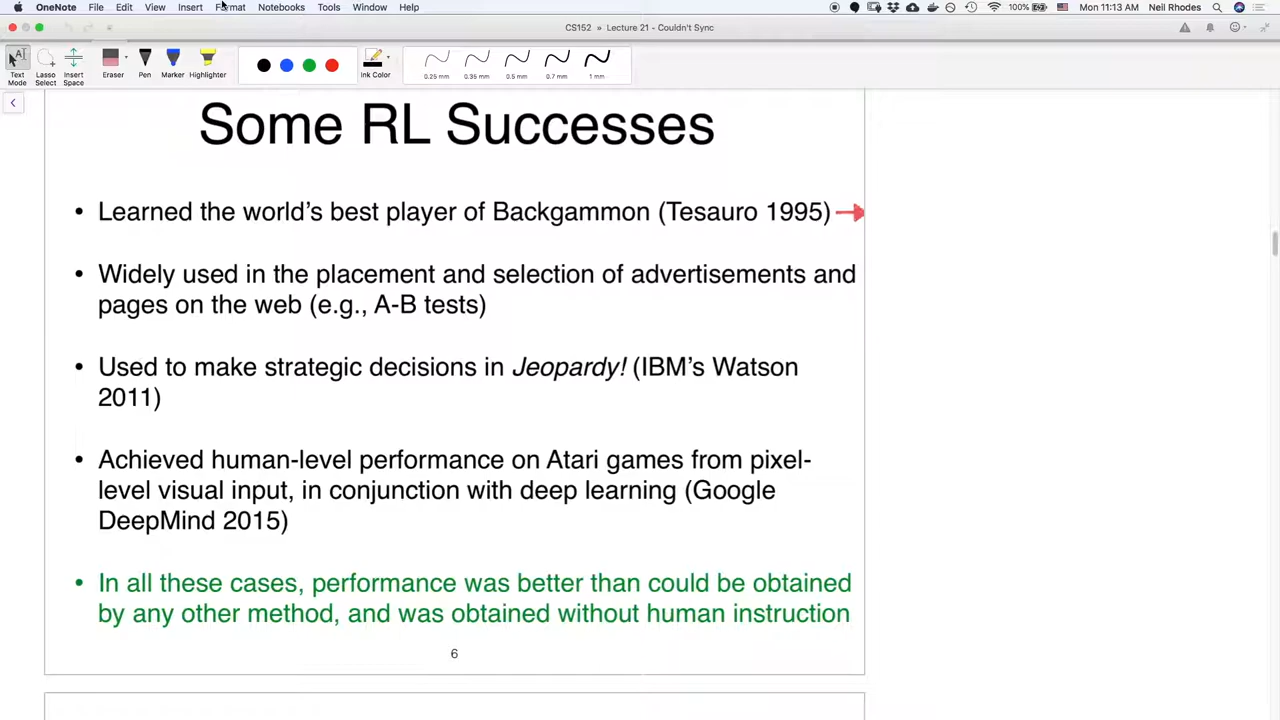 OneNote File Edit View Insert Format Notebooks Tools Window Help 100% Mon 11:13 AM Neil Rhodes
CS152 » Lecture 21 - Couldn't Sync
Text Mode
Lasso Select
Insert Space
Eraser
Pen
Marker
Highlighter
Ink Color
0.25 mm
0.35 mm
0.5 mm
0.7 mm
1 mm
Some RL Successes
• Learned the world's best player of Backgammon (Tesauro 1995)
• Widely used in the placement and selection of advertisements and
pages on the web (e.g., A-B tests)
• Used to make strategic decisions in Jeopardy! (IBM's Watson
2011)
• Achieved human-level performance on Atari games from pixel-
level visual input, in conjunction with deep learning (Google
DeepMind 2015)
• In all these cases, performance was better than could be obtained
by any other method, and was obtained without human instruction
6